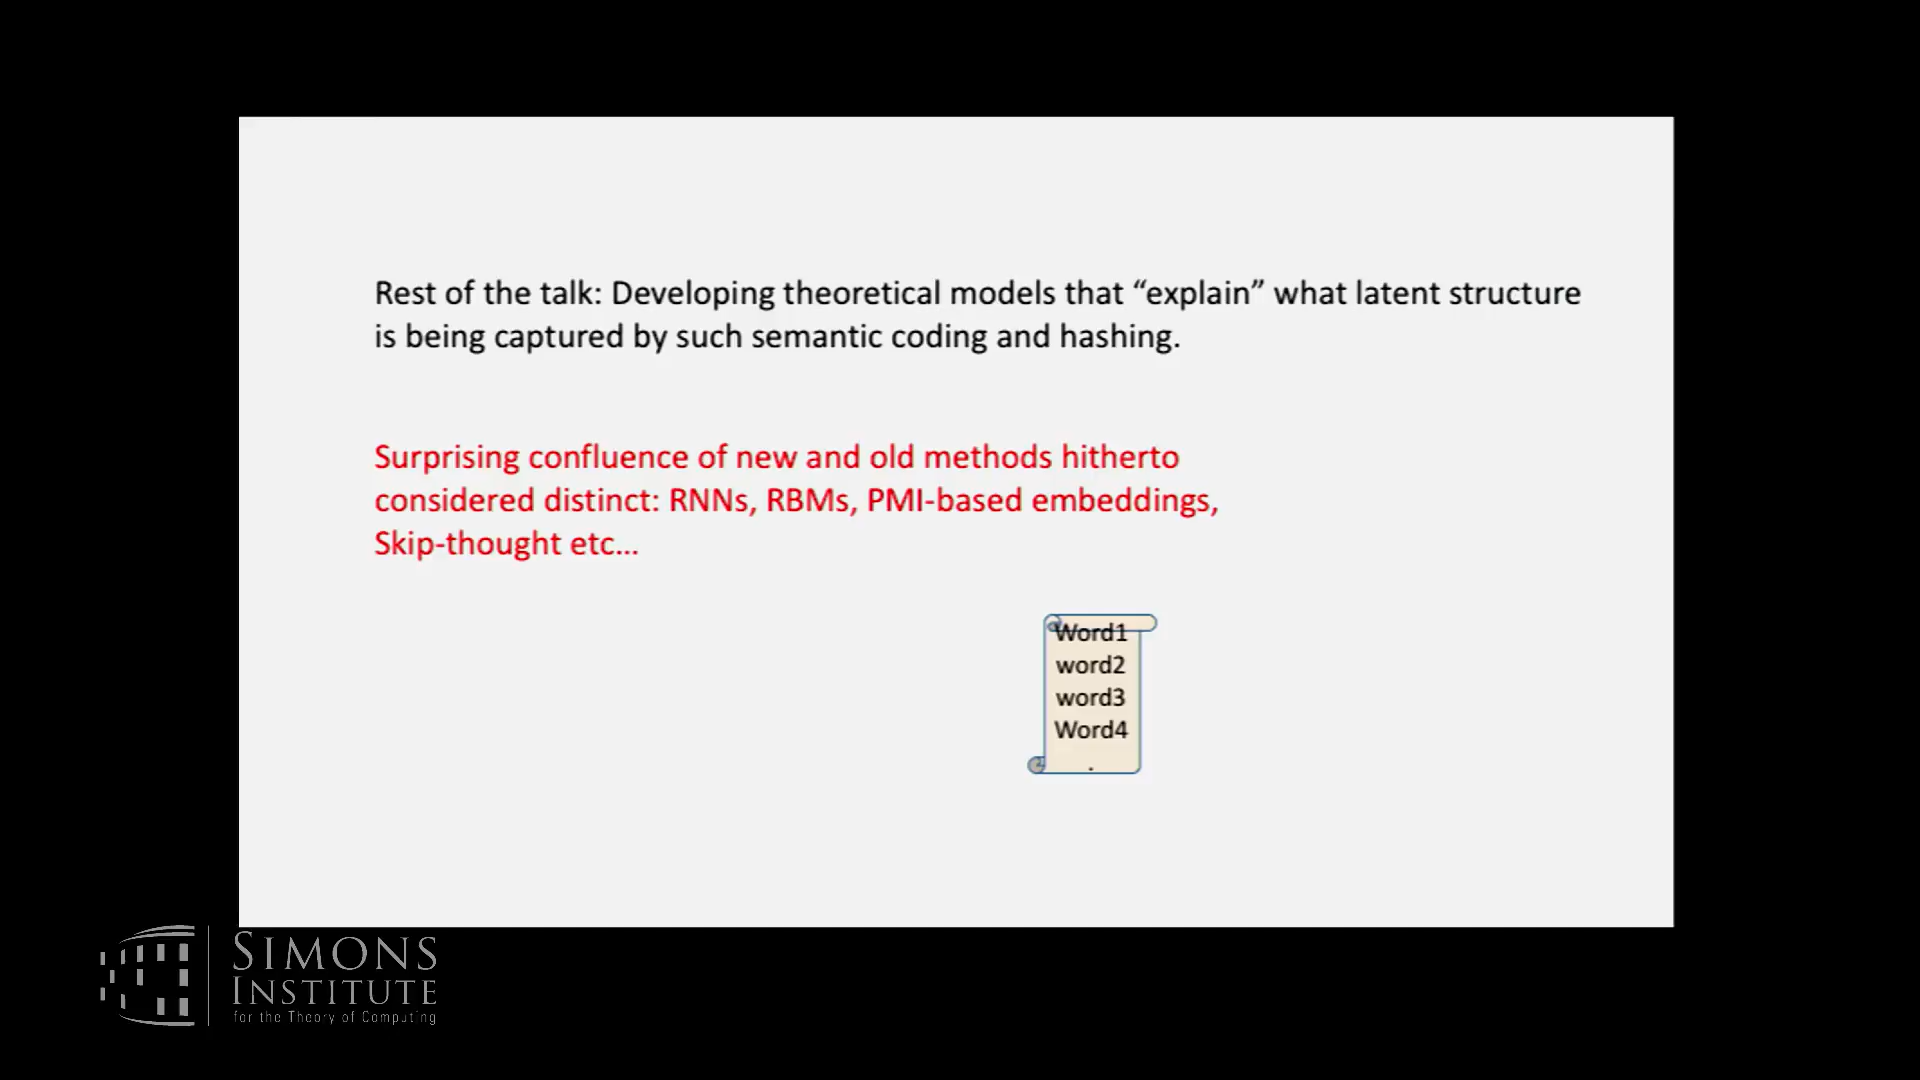 Rest of the talk: Developing theoretical models that “explain” what latent structure
is being captured by such semantic coding and hashing.
Surprising confluence of new and old methods hitherto
considered distinct: RNNs, RBMs, PMI-based embeddings,
Skip-thought etc...
Word1
word2
word3
Word4
.
SIMONS
INSTITUTE
for the Theory of Computing